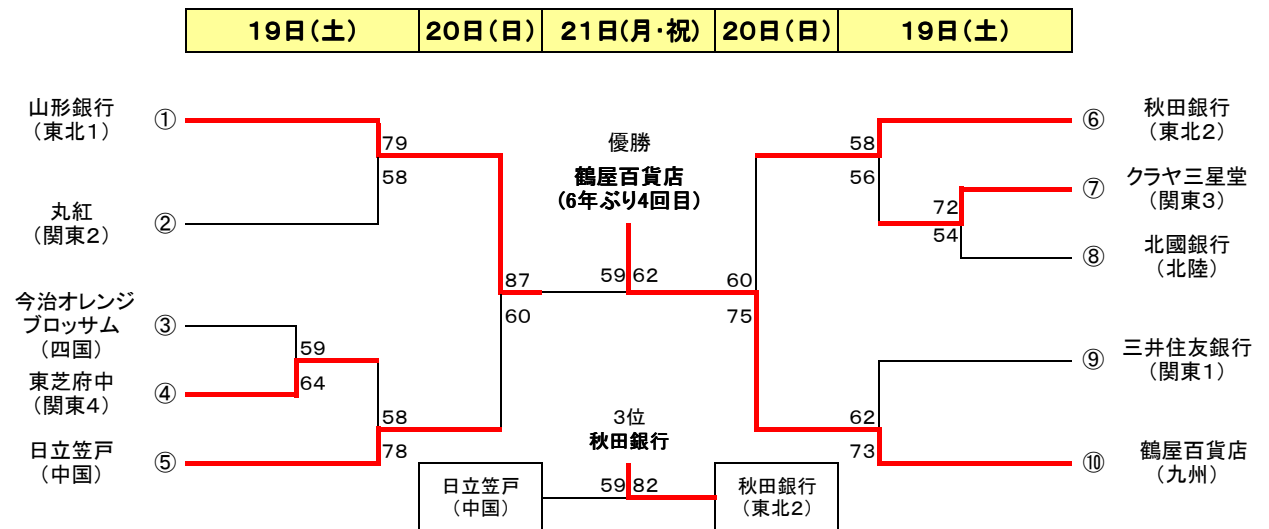 19日(土)
20日(日)
21日(月・祝)
20日(日)
19日(土)
山形銀行
(東北1)
①
79
58
丸紅
(関東2)
②
今治オレンジ
ブロッサム
(四国)
③
59
64
東芝府中
(関東4)
④
58
78
日立笠戸
(中国)
⑤
87
60
優勝
鶴屋百貨店
(6年ぶり4回目)
59
62
3位
秋田銀行
日立笠戸
(中国)
59
82
秋田銀行
(東北2)
60
75
58
56
⑥
秋田銀行
(東北2)
72
54
⑦
クラヤ三星堂
(関東3)
⑧
北國銀行
(北陸)
⑨
三井住友銀行
(関東1)
62
73
⑩
鶴屋百貨店
(九州)